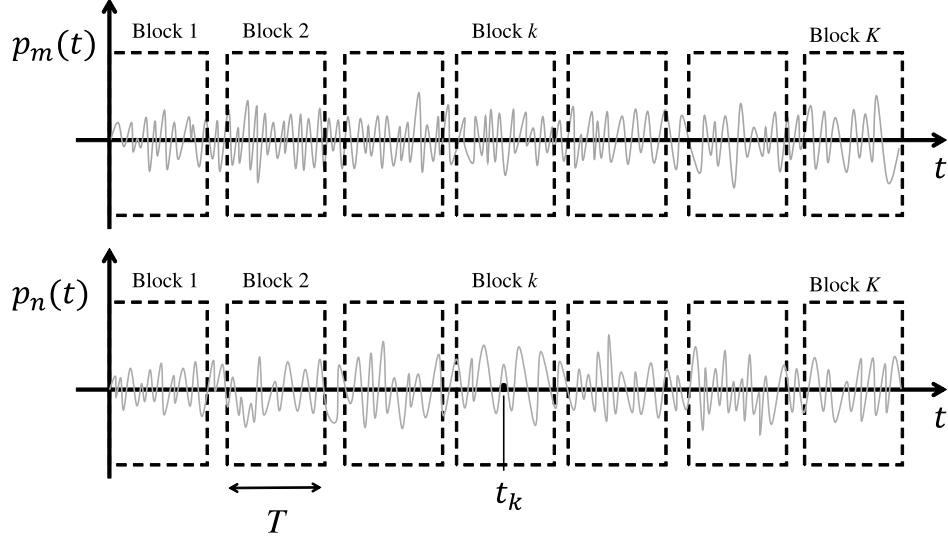 Block 1 Block 2 Block k Block K
p_m(t)
t
Block 1 Block 2 Block k Block K
p_n(t)
t
t_k
T